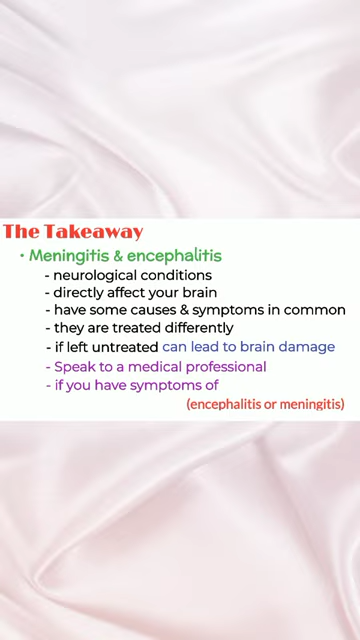 The Takeaway
• Meningitis & encephalitis
- neurological conditions
- directly affect your brain
- have some causes & symptoms in common
- they are treated differently
- if left untreated can lead to brain damage
- Speak to a medical professional
- if you have symptoms of
(encephalitis or meningitis)